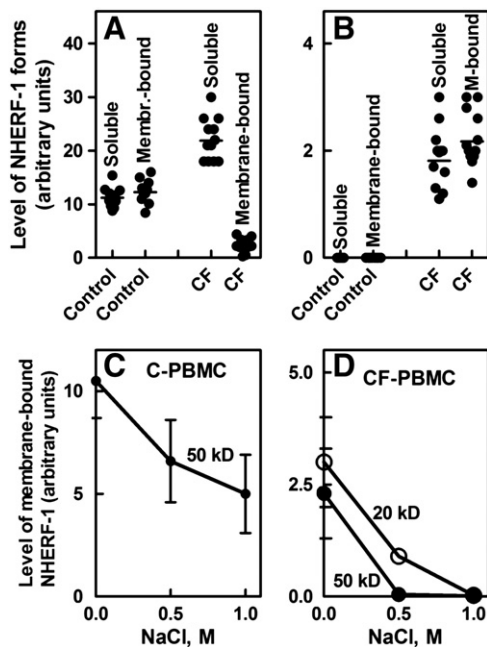 Level of NHERF-1 forms
(arbitrary units)
A
40
30
20
10
0
Soluble
Membr.-bound
Soluble
Membrane-bound
Control
Control
CF
CF
B
4
2
0
Soluble
Membrane-bound
Soluble
M-bound
Control
Control
CF
CF
Level of membrane-bound
NHERF-1 (arbitrary units)
C
C-PBMC
10
5
0
50 kD
0.0
0.5
1.0
NaCl, M
D
CF-PBMC
5.0
2.5
0.0
20 kD
50 kD
0.0
0.5
1.0
NaCl, M